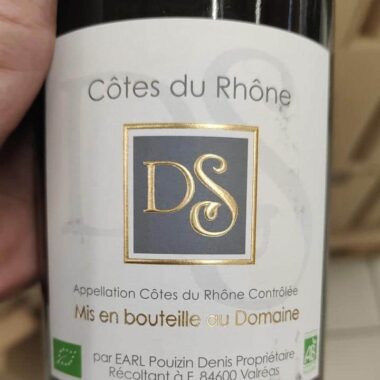 Côtes du Rhône
DS
Appellation Côtes du Rhône Contrôlée
Mis en bouteille au Domaine
par EARL Pouizin Denis Propriétaire
Récoltant à F 84600 Valréas
AB